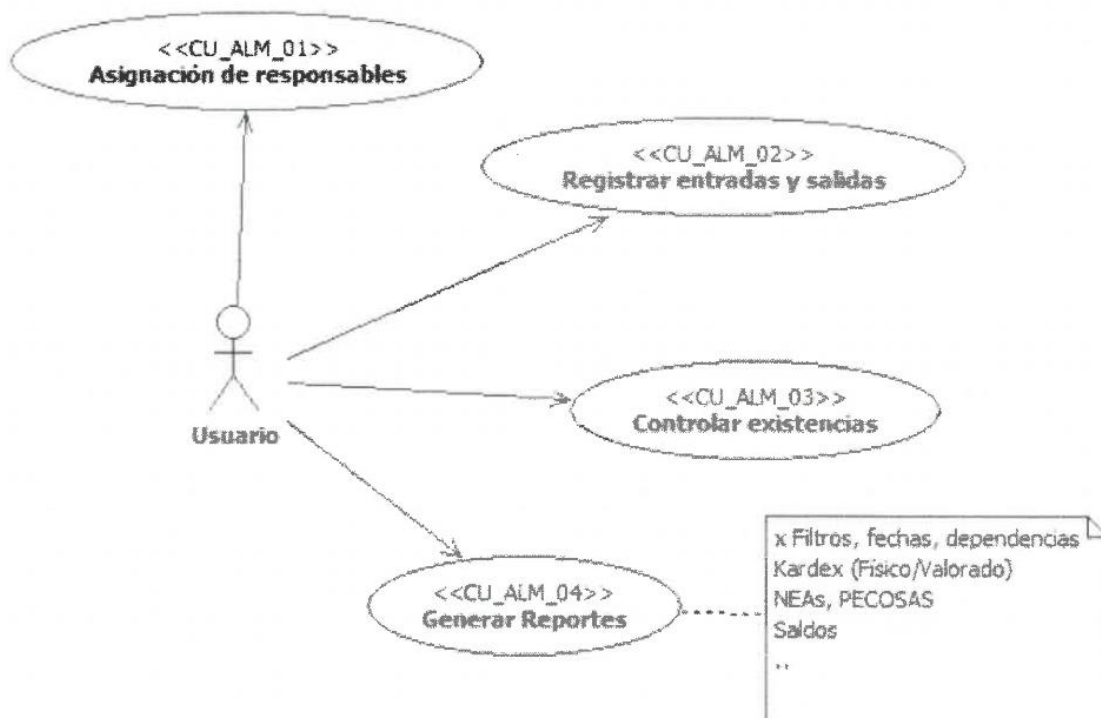 <<CU_ALM_01>>
Asignación de responsables
<<CU_ALM_02>>
Registrar entradas y salidas
<<CU_ALM_03>>
Controlar existencias
Usuario
<<CU_ALM_04>>
Generar Reportes
x Filtros, fechas, dependencias
Kardex (Fisico/Valorado)
NEAs, PECOSAS
Saldos
..